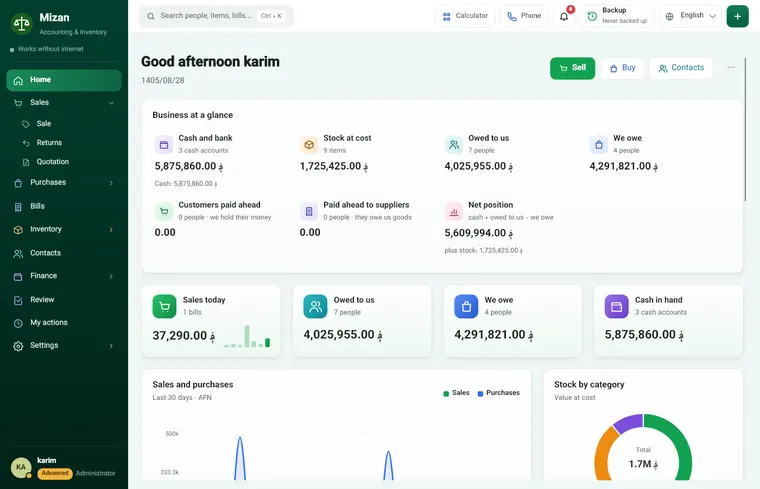 Mizan
Accounting & Inventory
Works without internet
Home
Sales
Sale
Returns
Quotation
Purchases
Bills
Inventory
Contacts
Finance
Review
My actions
Settings
KA
karim
Advanced Administrator
Search people, items, bills... Ctrl + K
Calculator
Phone
4
Backup
Never backed up
English
Good afternoon karim
1405/08/28
Sell
Buy
Contacts
Business at a glance
Cash and bank
3 cash accounts
5,875,860.00 ؋
Cash: 5,875,860.00 ؋
Stock at cost
9 items
1,725,425.00 ؋
Owed to us
7 people
4,025,955.00 ؋
We owe
4 people
4,291,821.00 ؋
Customers paid ahead
0 people · we hold their money
0.00
Paid ahead to suppliers
0 people · they owe us goods
0.00
Net position
cash + owed to us − we owe
5,609,994.00 ؋
plus stock: 1,725,425.00 ؋
Sales today
1 bills
37,290.00 ؋
Owed to us
7 people
4,025,955.00 ؋
We owe
4 people
4,291,821.00 ؋
Cash in hand
3 cash accounts
5,875,860.00 ؋
Sales and purchases
Last 30 days · AFN
Sales
Purchases
500k
333.3k
Stock by category
Value at cost
Total
1.7M ؋